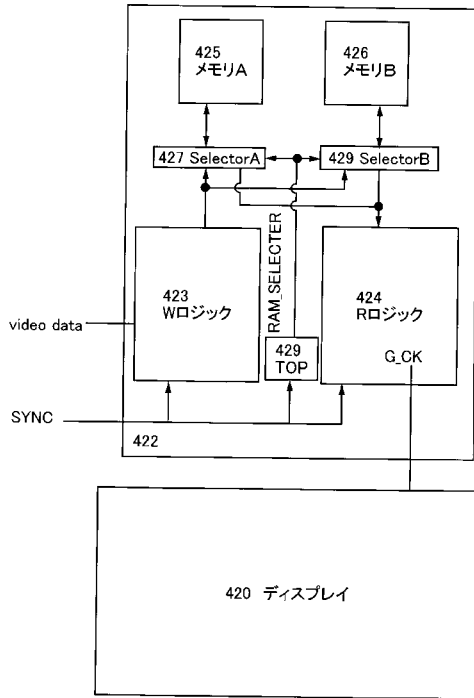 425
メモリA
426
メモリB
427 SelectorA
429 SelectorB
RAM_SELECTER
423
Wロジック
424
Rロジック
video data
429
TOP
G_CK
SYNC
422
420 ディスプレイ